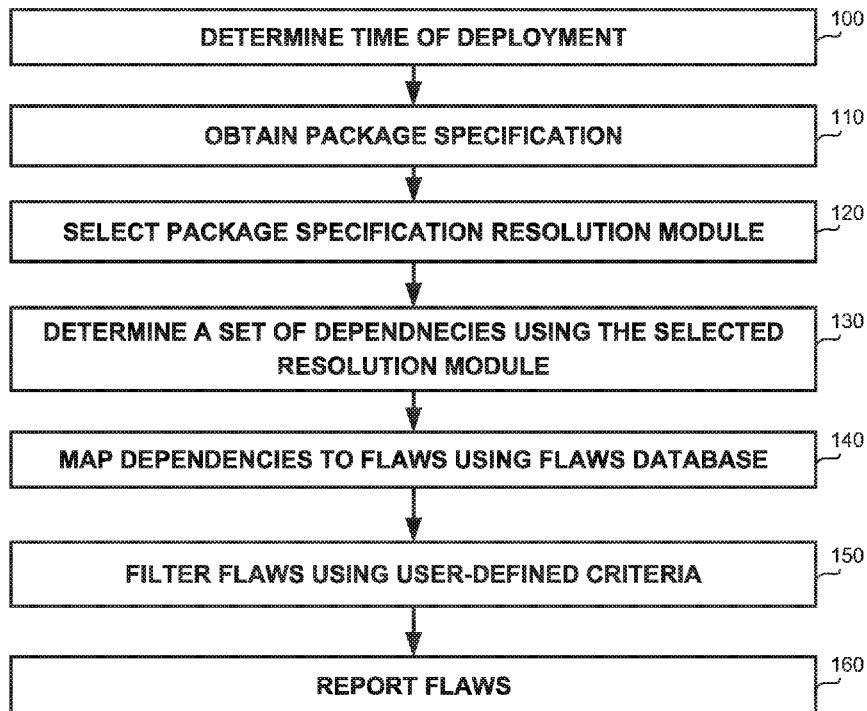 DETERMINE TIME OF DEPLOYMENT
100
OBTAIN PACKAGE SPECIFICATION
110
SELECT PACKAGE SPECIFICATION RESOLUTION MODULE
120
DETERMINE A SET OF DEPENDNECIES USING THE SELECTED
RESOLUTION MODULE
130
MAP DEPENDENCIES TO FLAWS USING FLAWS DATABASE
140
FILTER FLAWS USING USER-DEFINED CRITERIA
150
REPORT FLAWS
160